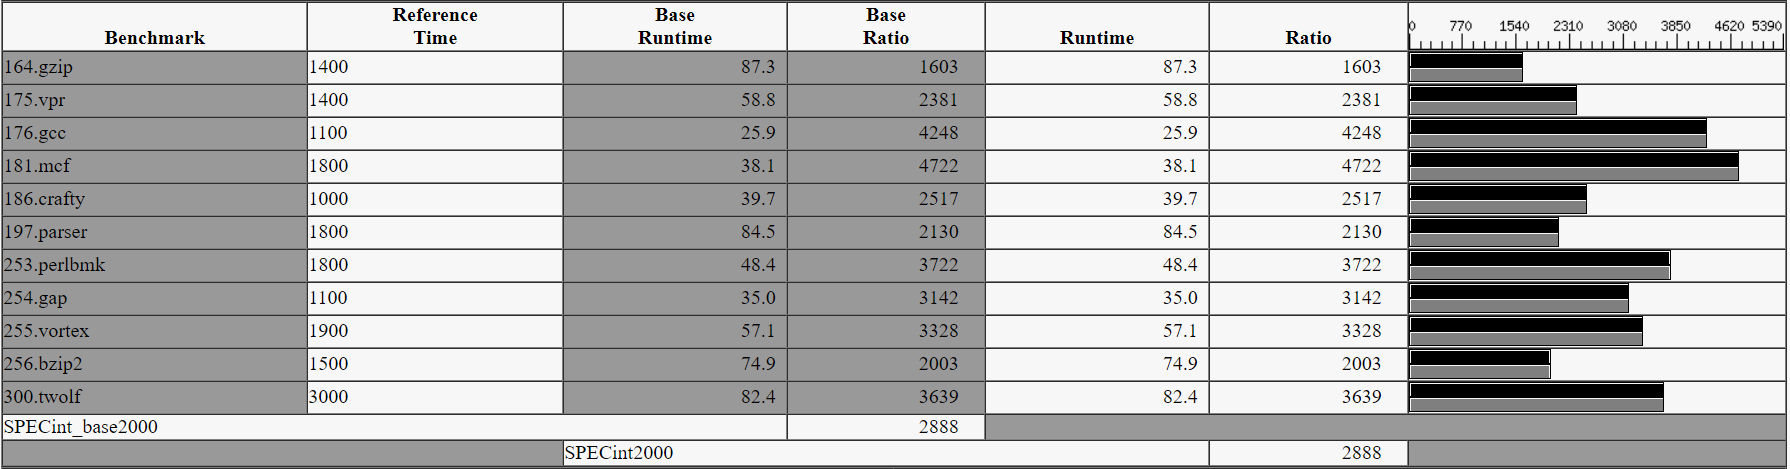 Benchmark Reference Time Base Runtime Base Ratio Runtime Ratio 0 770 1540 2310 3080 3850 4620 5390
164.gzip 1400 87.3 1603 87.3 1603
175.vpr 1400 58.8 2381 58.8 2381
176.gcc 1100 25.9 4248 25.9 4248
181.mcf 1800 38.1 4722 38.1 4722
186.crafty 1000 39.7 2517 39.7 2517
197.parser 1800 84.5 2130 84.5 2130
253.perlbmk 1800 48.4 3722 48.4 3722
254.gap 1100 35.0 3142 35.0 3142
255.vortex 1900 57.1 3328 57.1 3328
256.bzip2 1500 74.9 2003 74.9 2003
300.twolf 3000 82.4 3639 82.4 3639
SPECint_base2000 2888
SPECint2000 2888